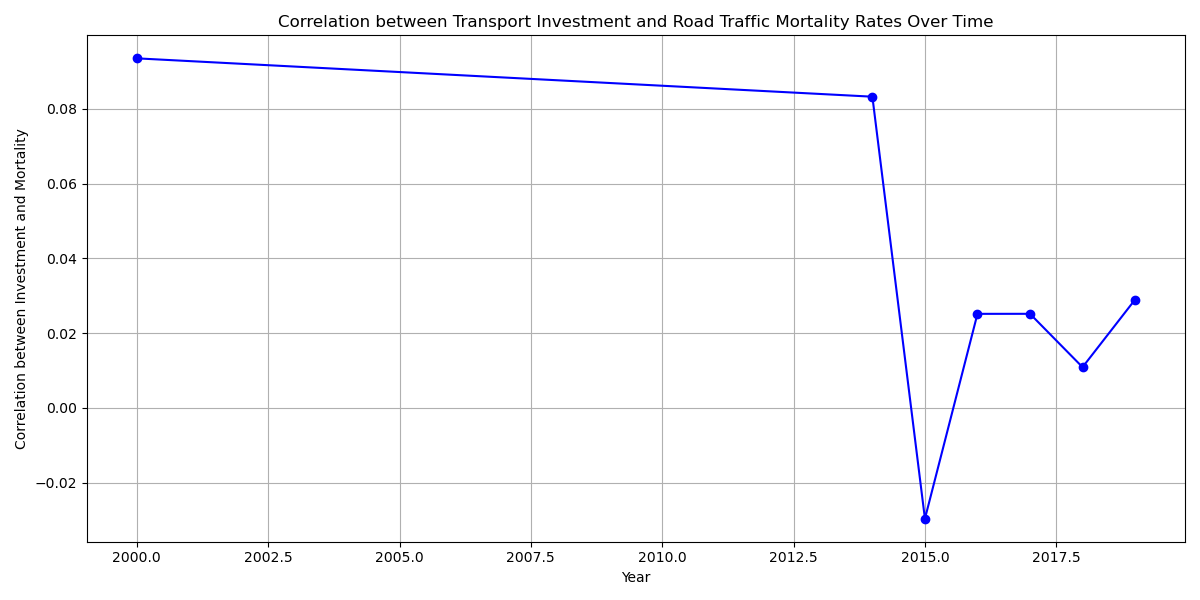 Correlation between Transport Investment and Road Traffic Mortality Rates Over Time
Correlation between Investment and Mortality
0.08
0.06
0.04
0.02
0.00
−0.02
2000.0 2002.5 2005.0 2007.5 2010.0 2012.5 2015.0 2017.5
Year